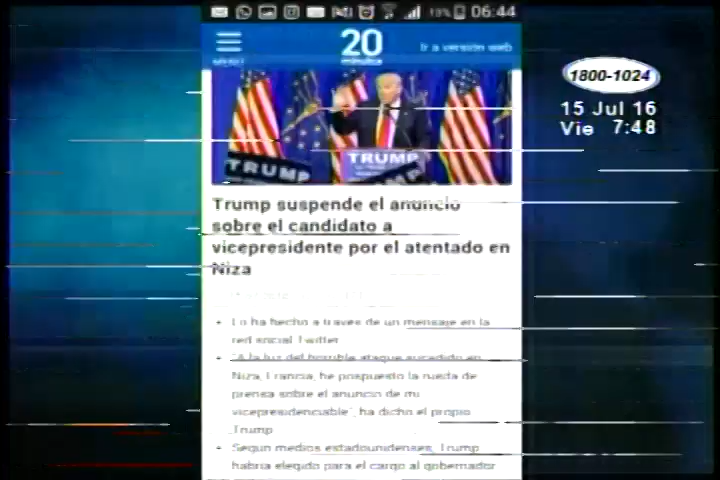 19% 06:44
MENU
20
minutos
Ir a versión web
1800-1024
15 Jul 16
Vie 7:48
TRUMP
TRUMP
Trump suspende el anuncio
sobre el candidato a
vicepresidente por el atentado en
Niza
• Lo ha hecho a través de un mensaje en la
red social Twitter
• "A la luz del horrible ataque sucedido en
Niza, Francia, he pospuesto la rueda de
prensa sobre el anuncio de mi
vicepresidenciable", ha dicho el propio
Trump
• Según medios estadounidenses, Trump
habría elegido para el cargo al gobernador